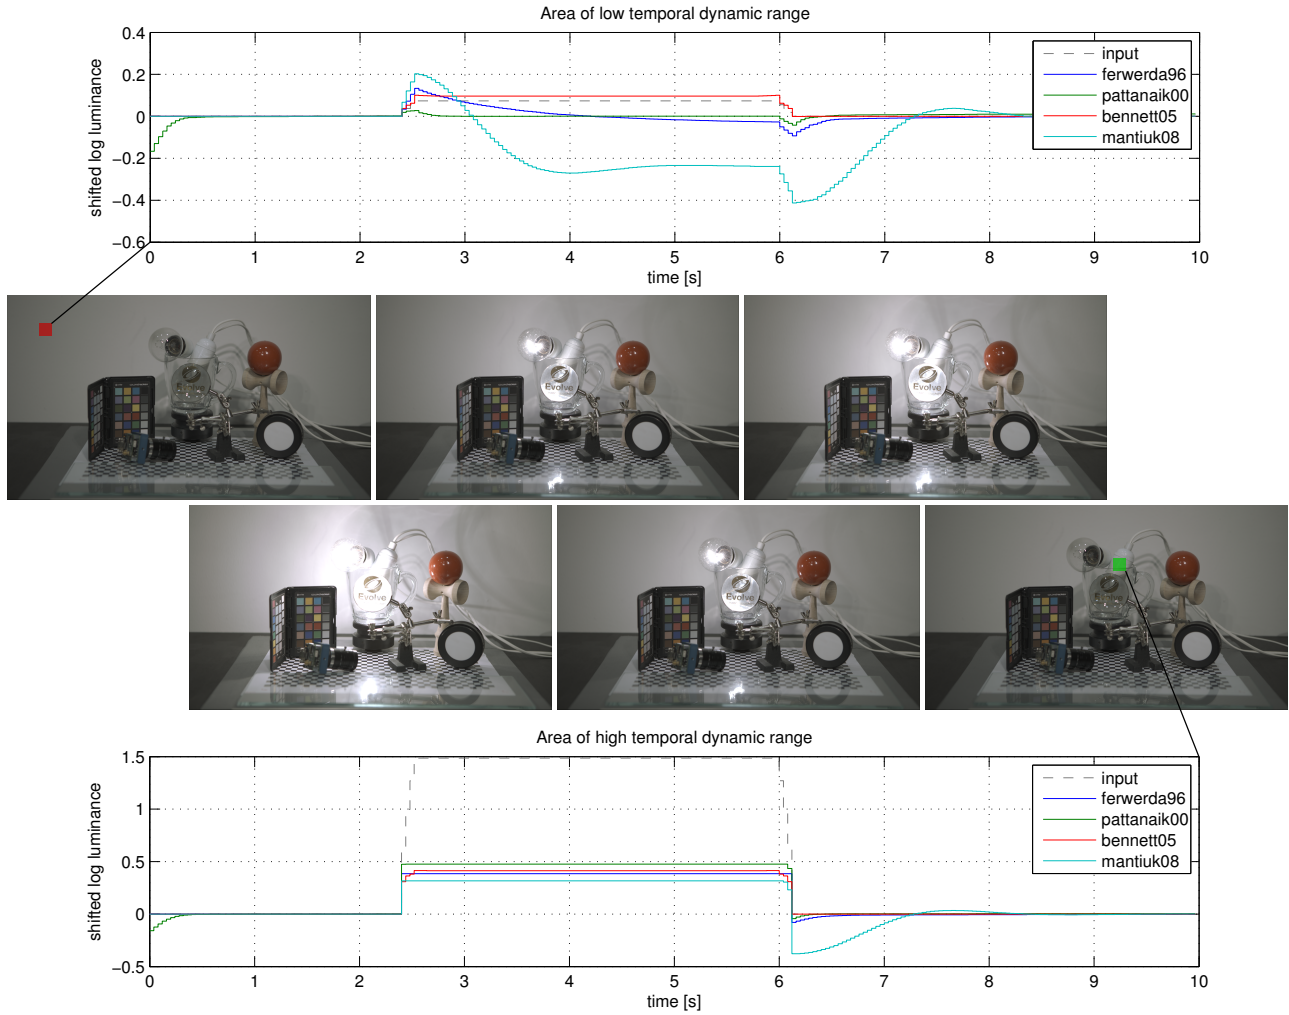 Area of low temporal dynamic range
shifted log luminance
0.4
0.2
0
−0.2
−0.4
−0.6
0 1 2 3 4 5 6 7 8 9 10
time [s]
input
ferwerda96
pattanaik00
bennett05
mantiuk08
Evolve
Evolve
Evolve
Evolve
Evolve
Evolve
Area of high temporal dynamic range
shifted log luminance
1.5
1
0.5
0
−0.5
0 1 2 3 4 5 6 7 8 9 10
time [s]
input
ferwerda96
pattanaik00
bennett05
mantiuk08